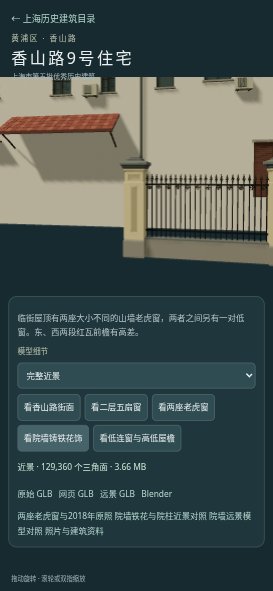 ← 上海历史建筑目录
黄浦区 · 香山路
香山路9号住宅
上海市第五批优秀历史建筑
临街屋顶有两座大小不同的山墙老虎窗，两者之间另有一对低
窗。东、西两段红瓦前檐有高差。
模型细节
完整近景
看香山路街面
看二层五扇窗
看两座老虎窗
看院墙铸铁花饰
看低连窗与高低屋檐
近景 · 129,360 个三角面 · 3.66 MB
原始 GLB 网页 GLB 远景 GLB Blender
两座老虎窗与2018年原照 院墙铁花与院柱近景对照 院墙远景模
型对照 照片与建筑资料
拖动旋转 · 滚轮或双指缩放